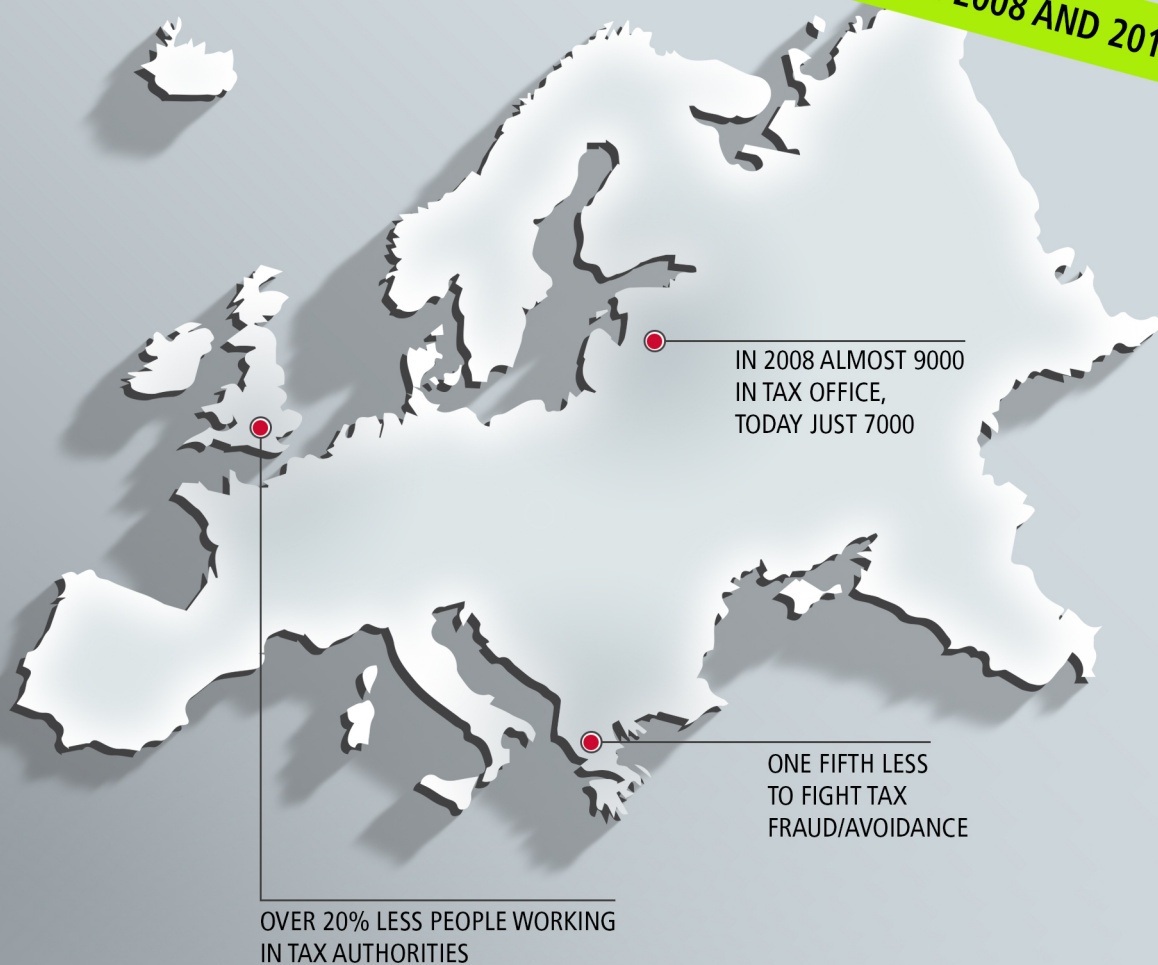 2008 AND 201
IN 2008 ALMOST 9000
IN TAX OFFICE,
TODAY JUST 7000
ONE FIFTH LESS
TO FIGHT TAX
FRAUD/AVOIDANCE
OVER 20% LESS PEOPLE WORKING
IN TAX AUTHORITIES